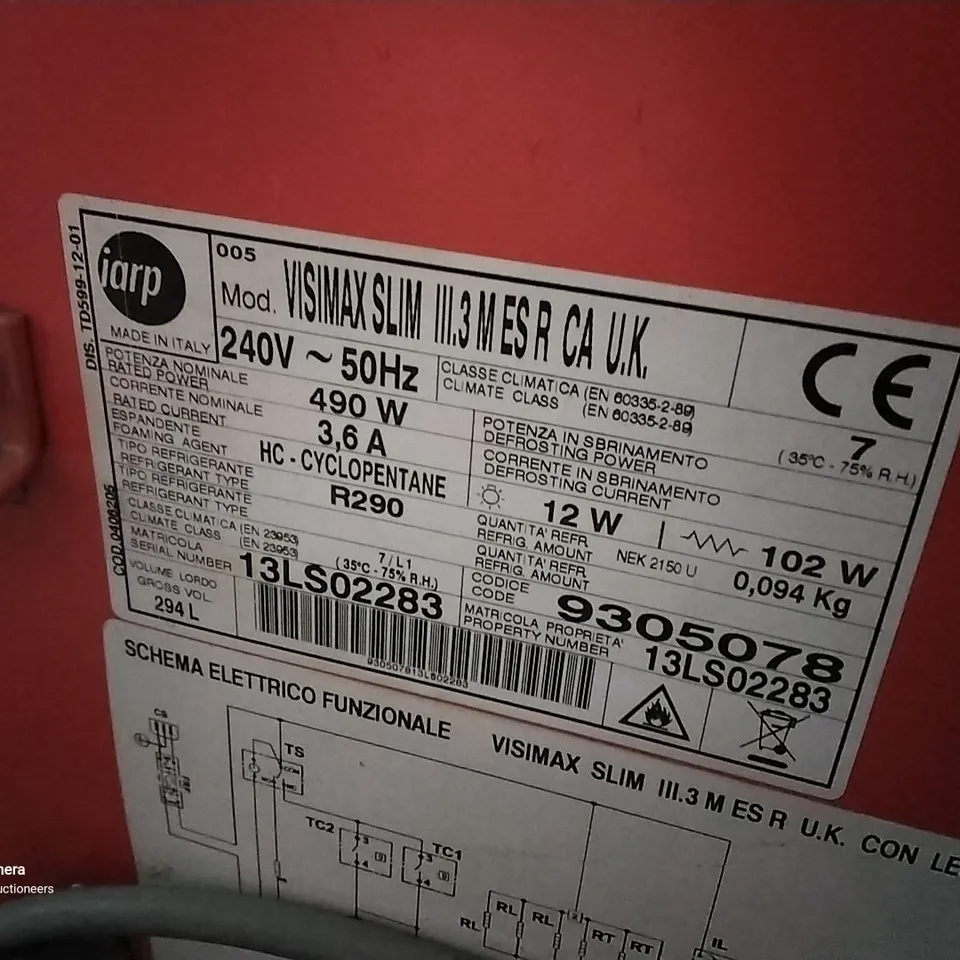 DIS. TD599-12-01
iarp
MADE IN ITALY
005
Mod. VISIMAX SLIM III.3 M ES R CA U.K.
CE
240V ~ 50Hz
CLASSE CLIMATICA (EN 60335-2-89)
CLIMATE CLASS (EN 60335-2-89)
7
(35°C - 75% R.H.)
POTENZA NOMINALE
RATED POWER
490 W
POTENZA IN SBRINAMENTO
DEFROSTING POWER
CORRENTE NOMINALE
RATED CURRENT
3,6 A
CORRENTE IN SBRINAMENTO
DEFROSTING CURRENT
ESPANDENTE
FOAMING AGENT
HC - CYCLOPENTANE
12 W
102 W
TIPO REFRIGERANTE
REFRIGERANT TYPE
R290
QUANTITA' REFR.
REFRIG. AMOUNT
NEK 2150 U
0,094 Kg
TIPO REFRIGERANTE
REFRIGERANT TYPE
QUANTITA' REFR.
REFRIG. AMOUNT
CLASSE CLIMATICA (EN 23953)
CLIMATE CLASS (EN 23953)
7/L1
(35°C - 75% R.H.)
CODICE
CODE
9305078
MATRICOLA
SERIAL NUMBER
13LS02283
MATRICOLA PROPRIETA'
PROPERTY NUMBER
13LS02283
VOLUME LORDO
GROSS VOL.
294 L
930507813LS02283
SCHEMA ELETTRICO FUNZIONALE VISIMAX SLIM III.3 M ES R U.K. CON LE
CS
TS
TC2
TC1
RL
RL
RL
RT
RT
IL
nera
uctioneers